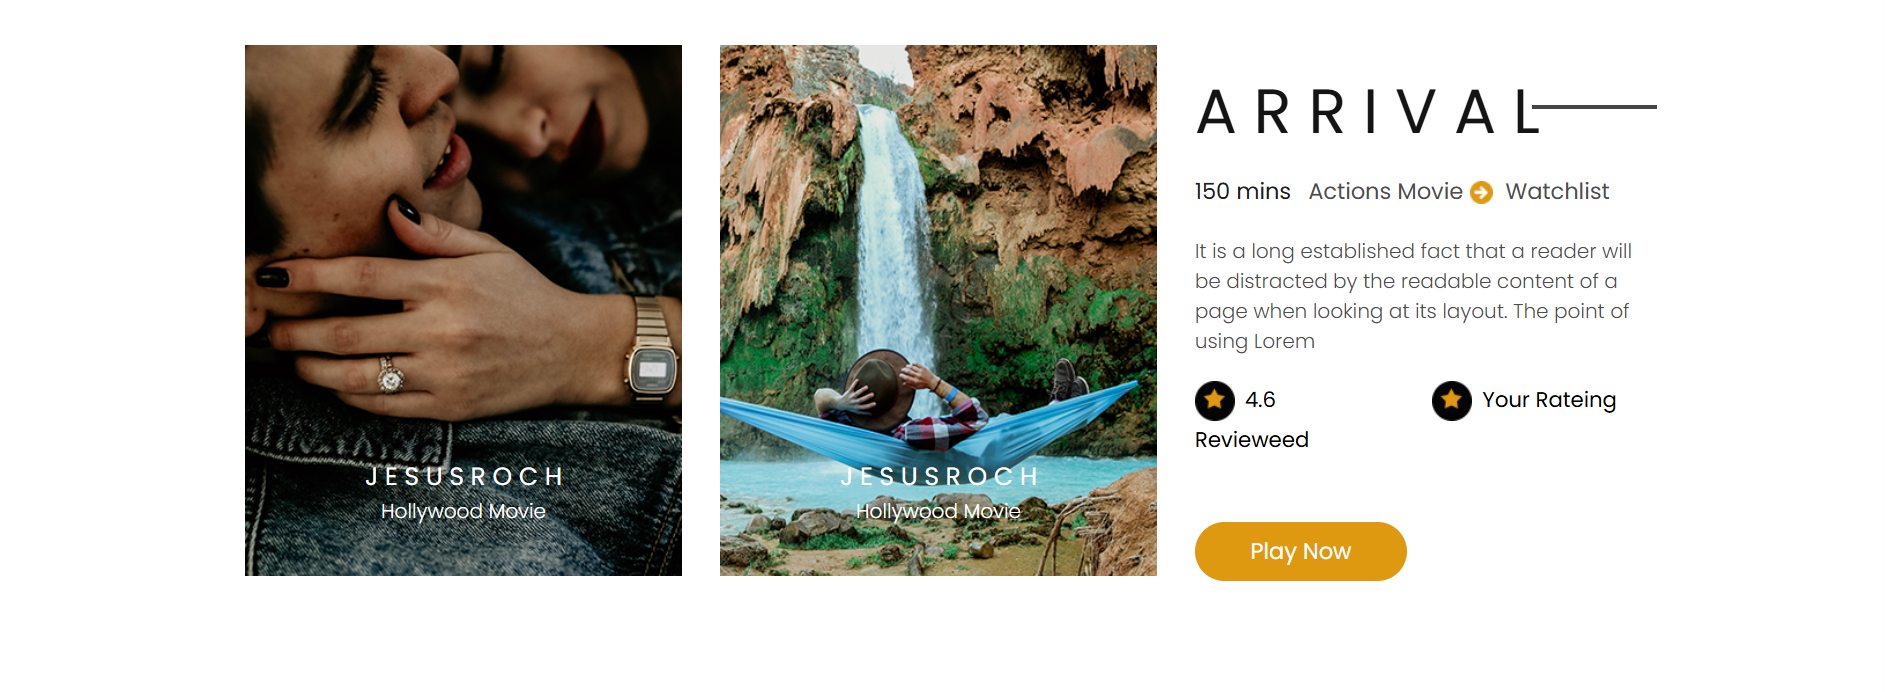 JESUSROCH
Hollywood Movie
JESUSROCH
Hollywood Movie
ARRIVAL
150 mins Actions Movie Watchlist
It is a long established fact that a reader will
be distracted by the readable content of a
page when looking at its layout. The point of
using Lorem
4.6 Your Rateing
Revieweed
Play Now